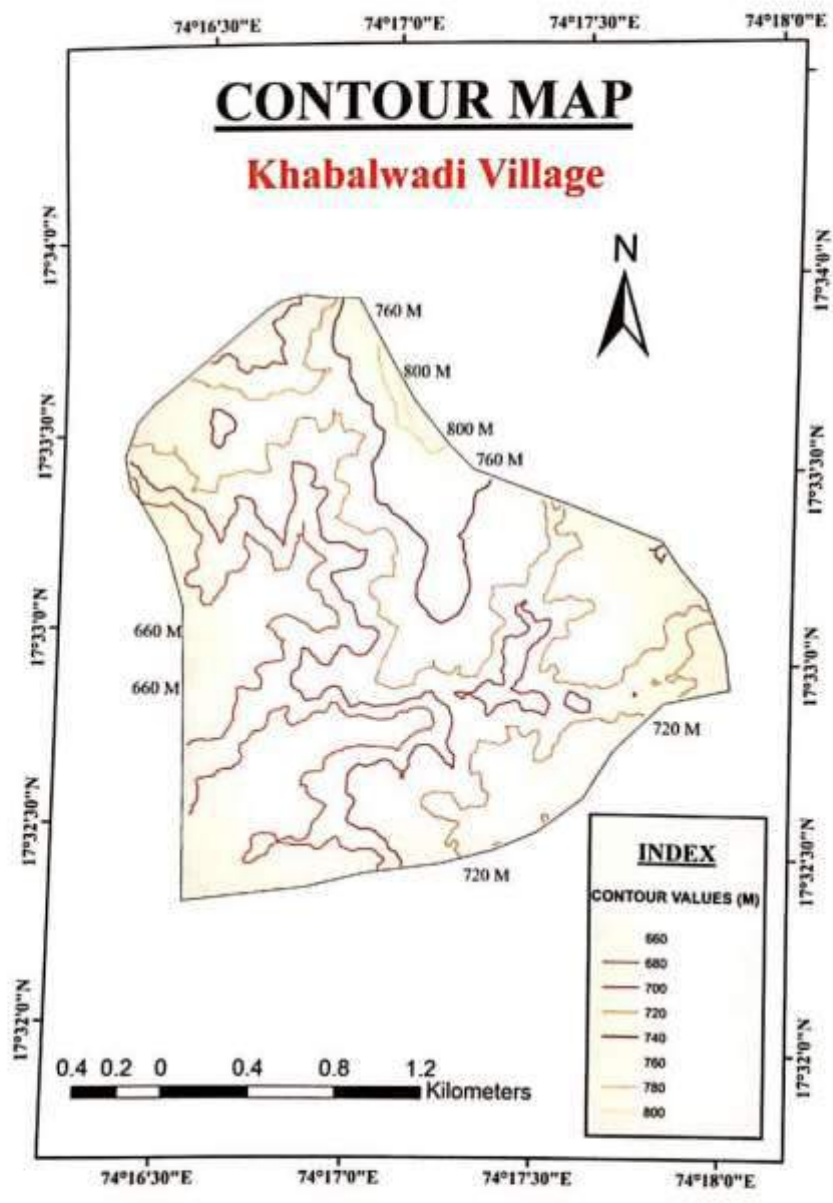 74°16'30"E 74°17'0"E 74°17'30"E 74°18'0"E
CONTOUR MAP
Khabalwadi Village
17°34'0"N
17°34'0"N
N
760 M
800 M
17°33'30"N
800 M
760 M
17°33'30"N
660 M
17°33'0"N
17°33'0"N
660 M
720 M
17°32'30"N
17°32'30"N
720 M
INDEX
CONTOUR VALUES (M)
660
680
700
720
740
760
780
800
17°32'0"N
17°32'0"N
0.4 0.2 0 0.4 0.8 1.2
Kilometers
74°16'30"E 74°17'0"E 74°17'30"E 74°18'0"E